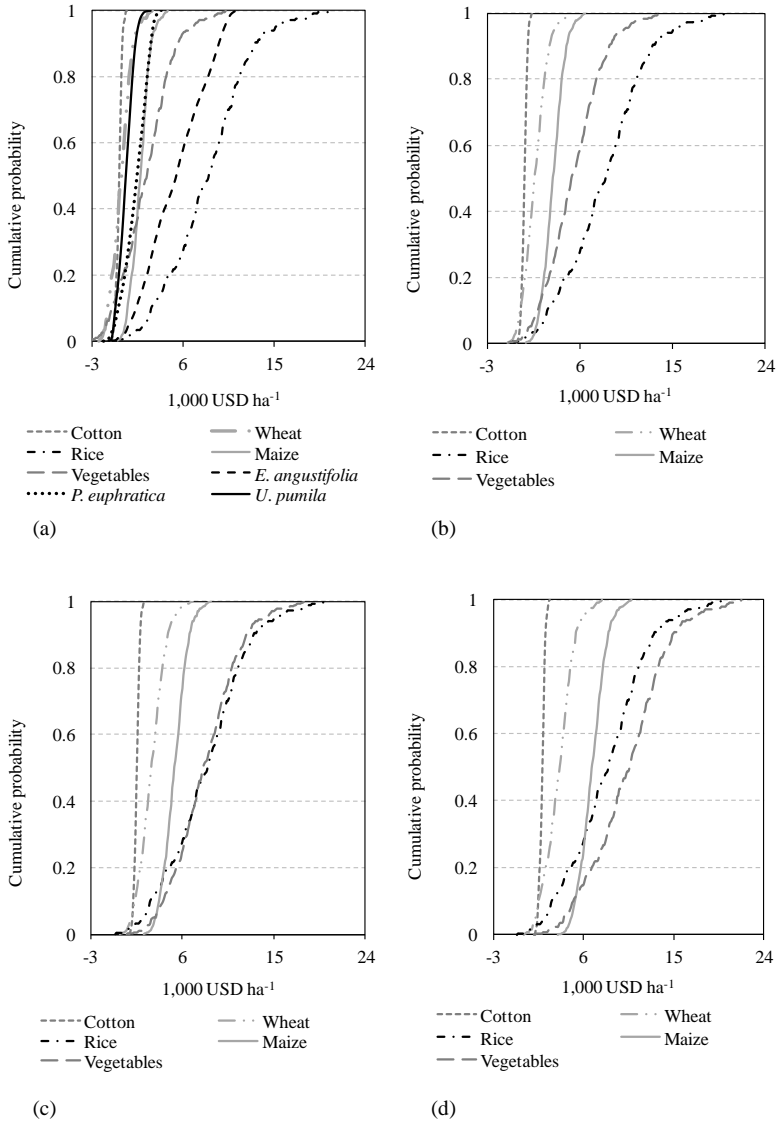 1
0.8
0.6
0.4
0.2
0
Cumulative probability
-3 6 15 24
1,000 USD ha-1
Cotton Wheat
Rice Maize
Vegetables E. angustifolia
P. euphratica U. pumila
(a)
1
0.8
0.6
0.4
0.2
0
Cumulative probability
-3 6 15 24
1,000 USD ha-1
Cotton Wheat
Rice Maize
Vegetables
(b)
1
0.8
0.6
0.4
0.2
0
Cumulative probability
-3 6 15 24
1,000 USD ha-1
Cotton Wheat
Rice Maize
Vegetables
(c)
1
0.8
0.6
0.4
0.2
0
Cumulative probability
-3 6 15 24
1,000 USD ha-1
Cotton Wheat
Rice Maize
Vegetables
(d)